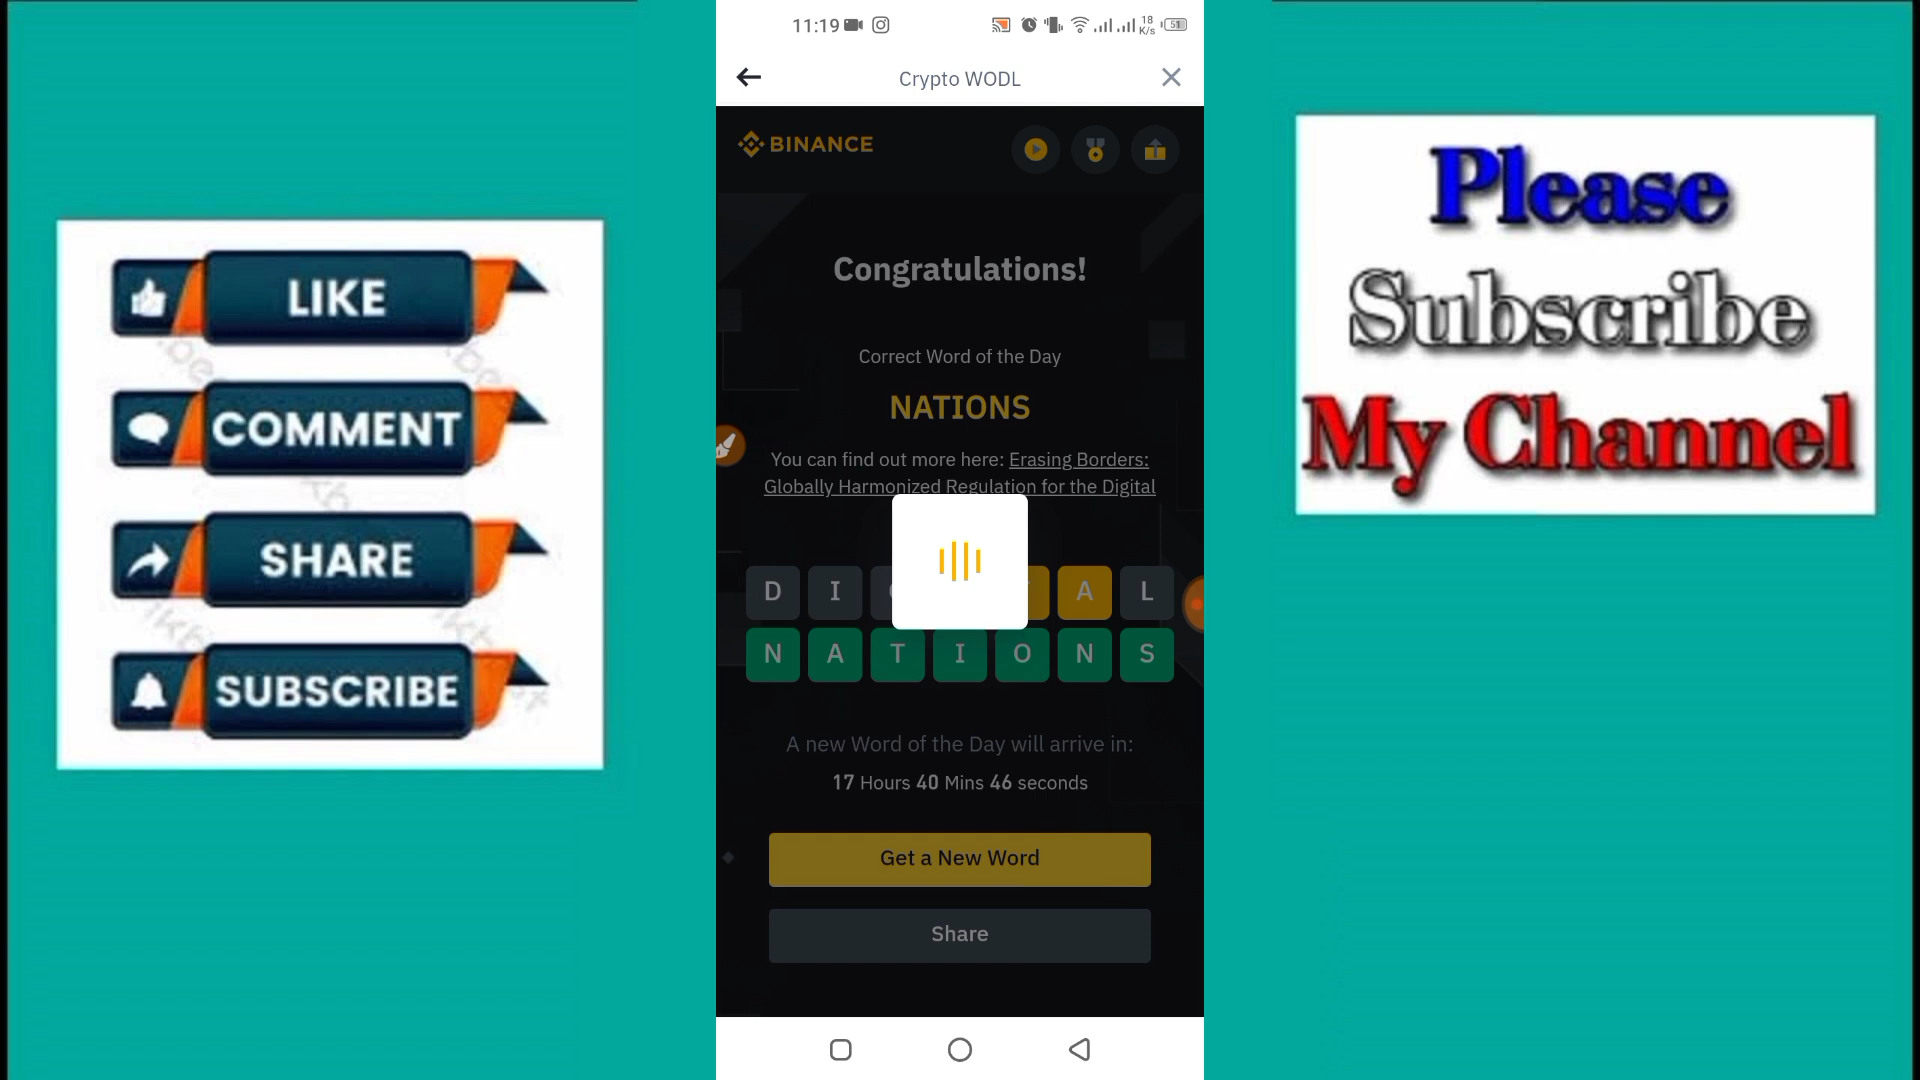 11:19
18
K/s
51
Crypto WODL
BINANCE
Congratulations!
Correct Word of the Day
NATIONS
You can find out more here: Erasing Borders:
Globally Harmonized Regulation for the Digital
D I A L
N A T I O N S
A new Word of the Day will arrive in:
17 Hours 40 Mins 46 seconds
Get a New Word
Share
LIKE
COMMENT
SHARE
SUBSCRIBE
Please
Subscribe
My Channel